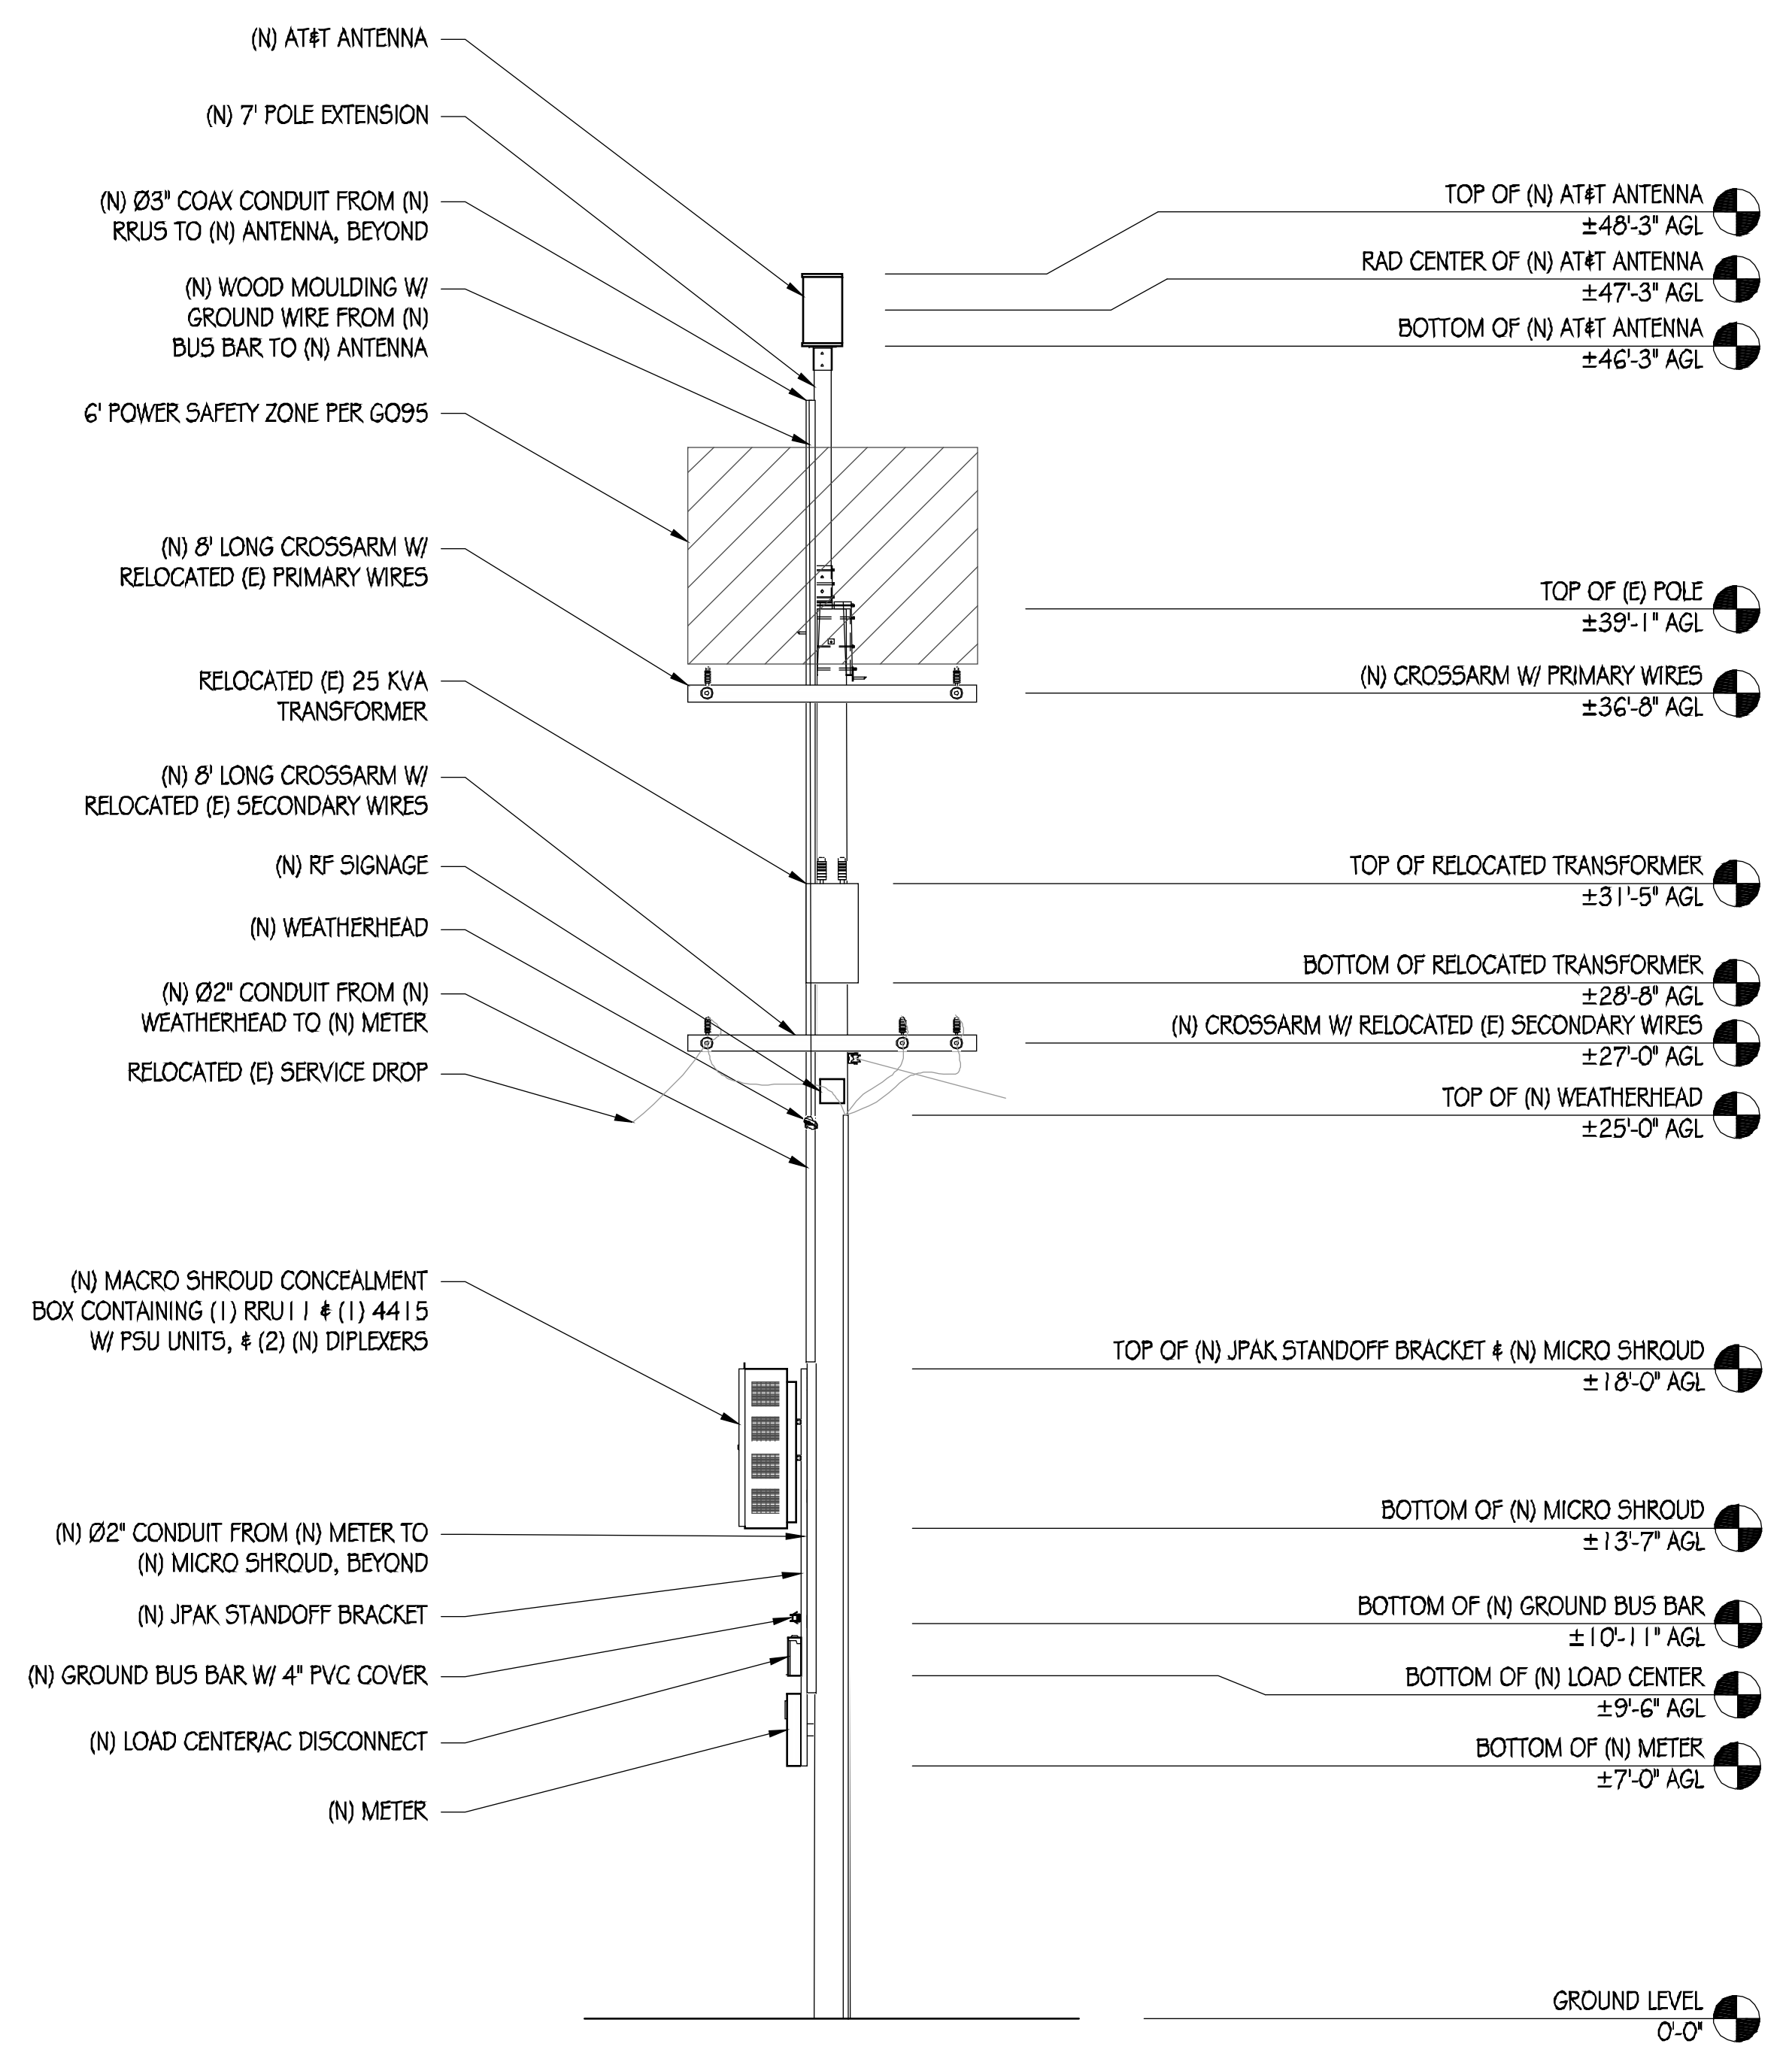 (N) AT&T ANTENNA
(N) 7' POLE EXTENSION
(N) Ø3" COAX CONDUIT FROM (N)
RRUS TO (N) ANTENNA, BEYOND
(N) WOOD MOULDING W/
GROUND WIRE FROM (N)
BUS BAR TO (N) ANTENNA
6' POWER SAFETY ZONE PER GO95
(N) 8' LONG CROSSARM W/
RELOCATED (E) PRIMARY WIRES
RELOCATED (E) 25 KVA
TRANSFORMER
(N) 8' LONG CROSSARM W/
RELOCATED (E) SECONDARY WIRES
(N) RF SIGNAGE
(N) WEATHERHEAD
(N) Ø2" CONDUIT FROM (N)
WEATHERHEAD TO (N) METER
RELOCATED (E) SERVICE DROP
(N) MACRO SHROUD CONCEALMENT
BOX CONTAINING (1) RRU11 & (1) 4415
W/ PSU UNITS, & (2) (N) DIPLEXERS
(N) Ø2" CONDUIT FROM (N) METER TO
(N) MICRO SHROUD, BEYOND
(N) JPAK STANDOFF BRACKET
(N) GROUND BUS BAR W/ 4" PVC COVER
(N) LOAD CENTER/AC DISCONNECT
(N) METER
TOP OF (N) AT&T ANTENNA
±48'-3" AGL
RAD CENTER OF (N) AT&T ANTENNA
±47'-3" AGL
BOTTOM OF (N) AT&T ANTENNA
±46'-3" AGL
TOP OF (E) POLE
±39'-1" AGL
(N) CROSSARM W/ PRIMARY WIRES
±36'-8" AGL
TOP OF RELOCATED TRANSFORMER
±31'-5" AGL
BOTTOM OF RELOCATED TRANSFORMER
±28'-8" AGL
(N) CROSSARM W/ RELOCATED (E) SECONDARY WIRES
±27'-0" AGL
TOP OF (N) WEATHERHEAD
±25'-0" AGL
TOP OF (N) JPAK STANDOFF BRACKET & (N) MICRO SHROUD
±18'-0" AGL
BOTTOM OF (N) MICRO SHROUD
±13'-7" AGL
BOTTOM OF (N) GROUND BUS BAR
±10'-11" AGL
BOTTOM OF (N) LOAD CENTER
±9'-6" AGL
BOTTOM OF (N) METER
±7'-0" AGL
GROUND LEVEL
0'-0"